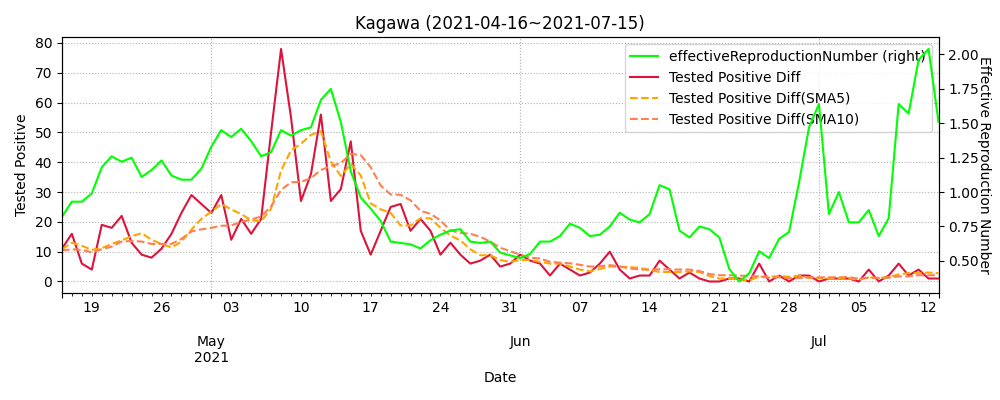 Kagawa (2021-04-16~2021-07-15)
effectiveReproductionNumber (right)
Tested Positive Diff
Tested Positive Diff(SMA5)
Tested Positive Diff(SMA10)
Tested Positive
80
70
60
50
40
30
20
10
0
Effective Reproduction Number
2.00
1.75
1.50
1.25
1.00
0.75
0.50
19 26 03 10 17 24 31 07 14 21 28 05 12
May Jun Jul
2021
Date